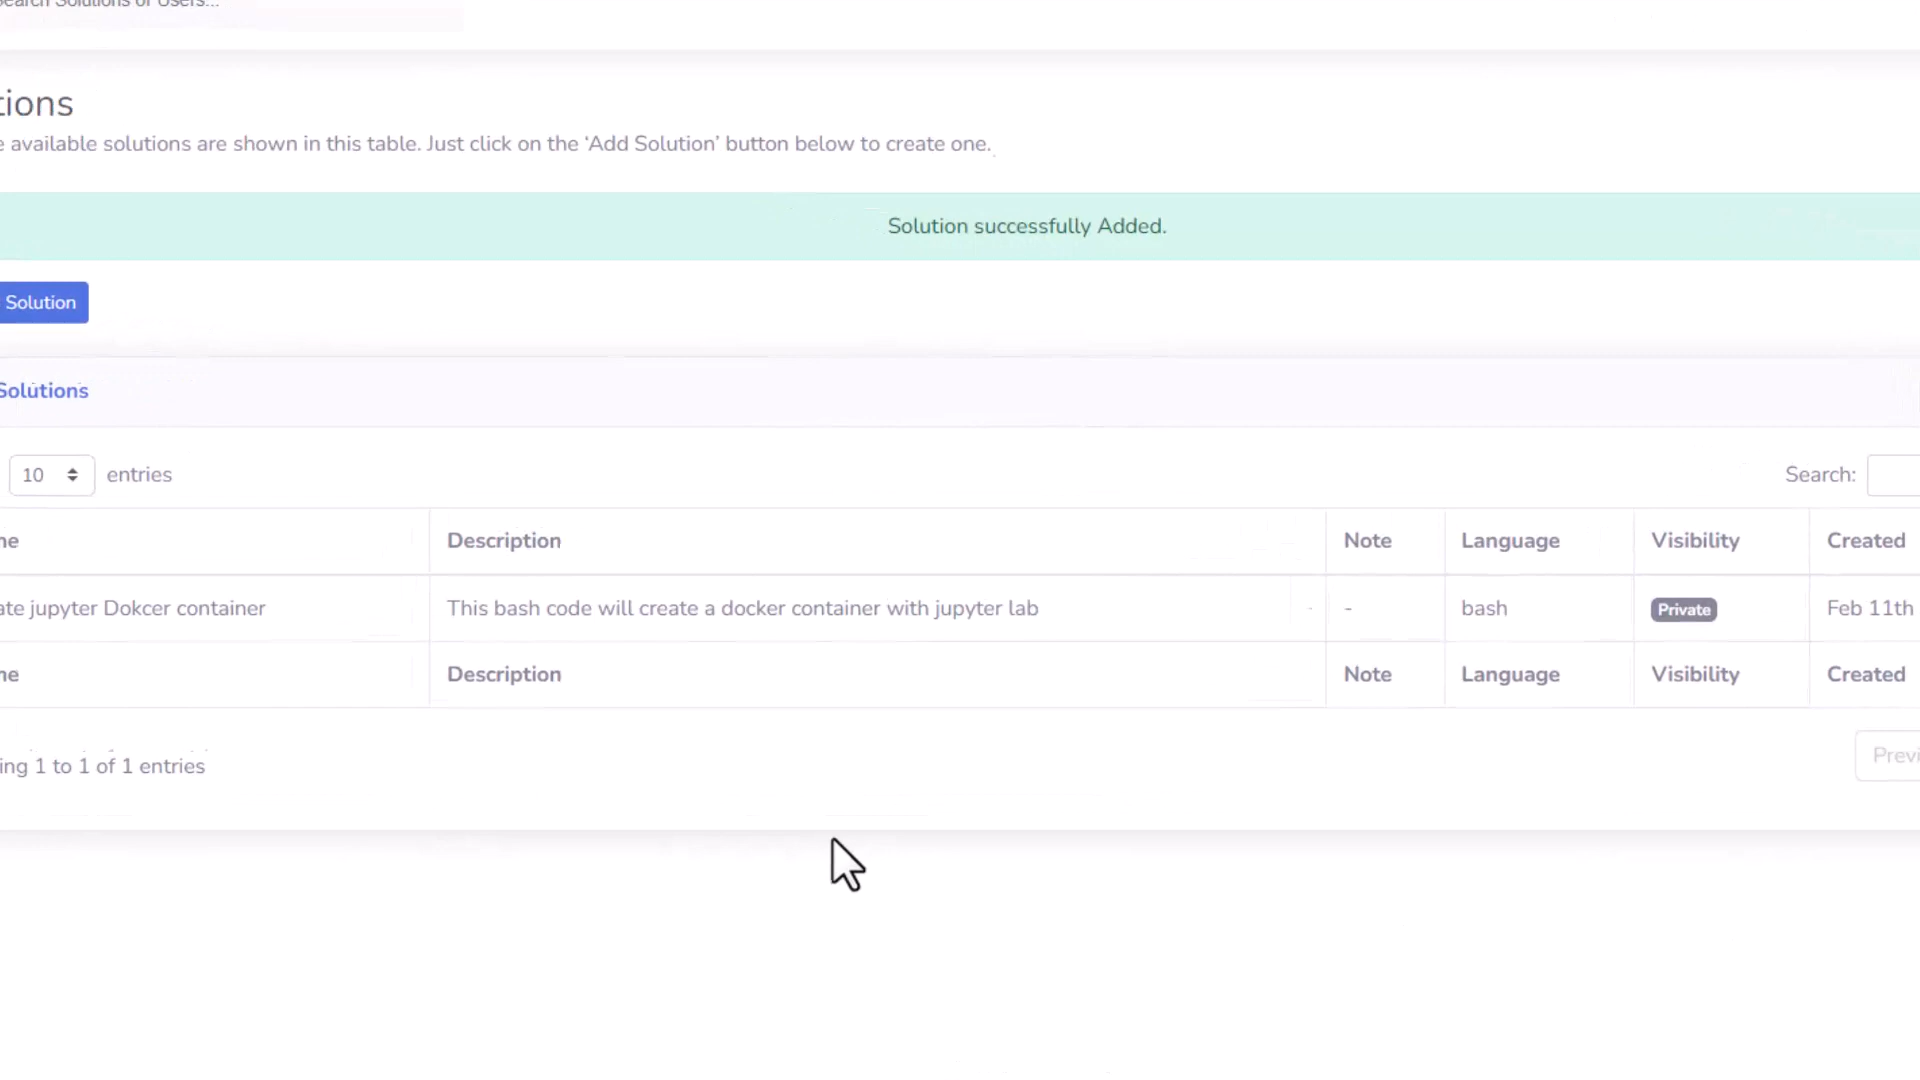 Search Solutions or Users...
tions
e available solutions are shown in this table. Just click on the ‘Add Solution’ button below to create one.
Solution successfully Added.
Solution
Solutions
10 entries
Search:
me Description Note Language Visibility Created
ate jupyter Dokcer container This bash code will create a docker container with jupyter lab - bash Private Feb 11th
me Description Note Language Visibility Created
ing 1 to 1 of 1 entries
Previ